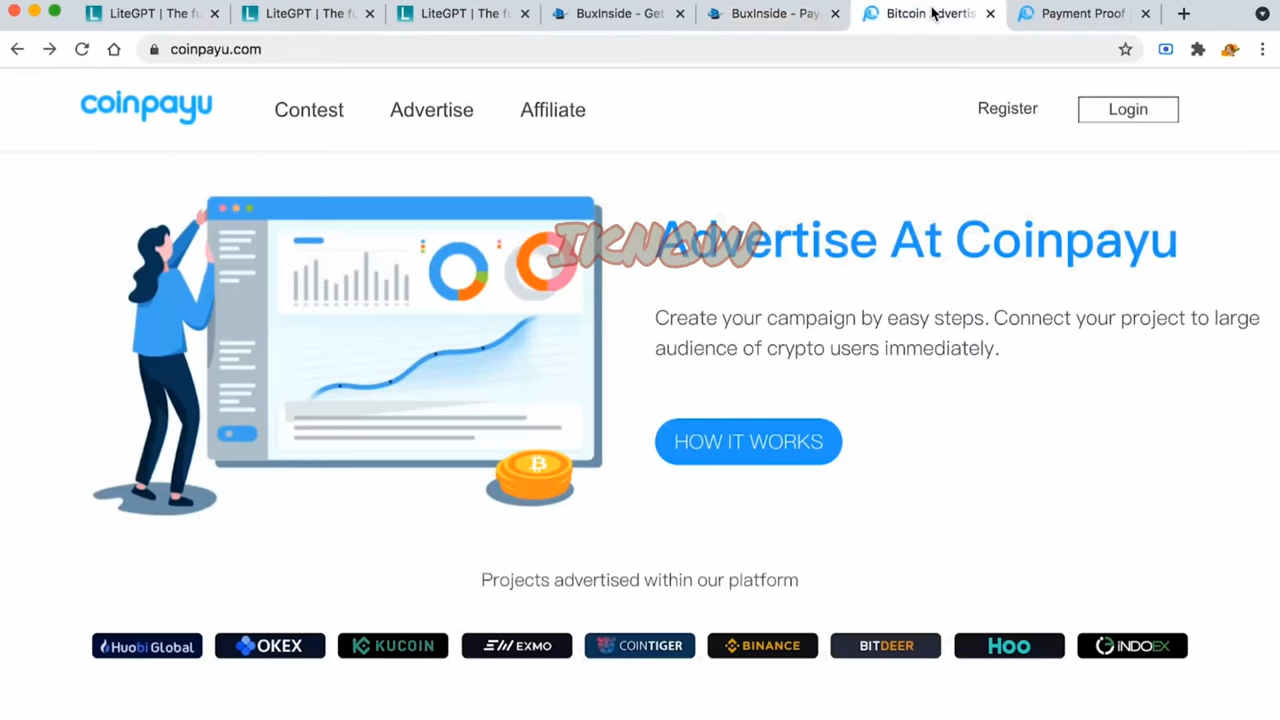 LiteGPT | The fu
LiteGPT | The fu
LiteGPT | The fu
BuxInside - Get
BuxInside - Pay
Bitcoin Advertis
Payment Proof
coinpayu.com
coinpayu
Contest
Advertise
Affiliate
Register
Login
IKNOW
Advertise At Coinpayu
Create your campaign by easy steps. Connect your project to large
audience of crypto users immediately.
HOW IT WORKS
Projects advertised within our platform
Huobi Global
OKEX
KUCOIN
EXMO
COINTIGER
BINANCE
BITDEER
Hoo
INDOEX